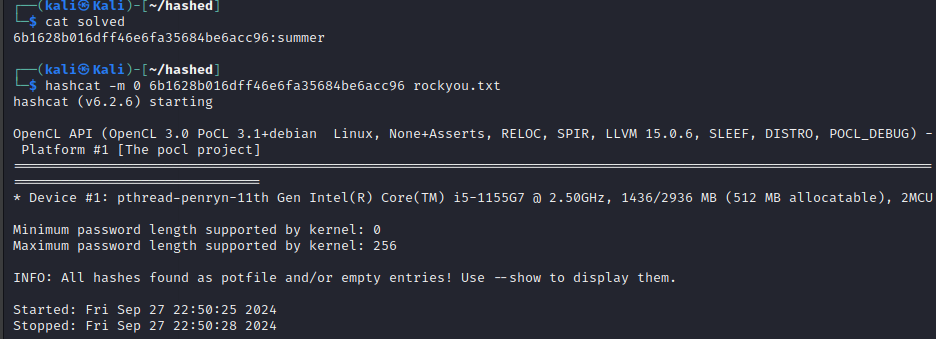 ┌──(kali㉿Kali)-[~/hashed]
└─$ cat solved
6b1628b016dff46e6fa35684be6acc96:summer
┌──(kali㉿Kali)-[~/hashed]
└─$ hashcat -m 0 6b1628b016dff46e6fa35684be6acc96 rockyou.txt
hashcat (v6.2.6) starting
OpenCL API (OpenCL 3.0 PoCL 3.1+debian  Linux, None+Asserts, RELOC, SPIR, LLVM 15.0.6, SLEEF, DISTRO, POCL_DEBUG) -
 Platform #1 [The pocl project]
====================================================================================================================
===============================
* Device #1: pthread-penryn-11th Gen Intel(R) Core(TM) i5-1155G7 @ 2.50GHz, 1436/2936 MB (512 MB allocatable), 2MCU
Minimum password length supported by kernel: 0
Maximum password length supported by kernel: 256
INFO: All hashes found as potfile and/or empty entries! Use --show to display them.
Started: Fri Sep 27 22:50:25 2024
Stopped: Fri Sep 27 22:50:28 2024